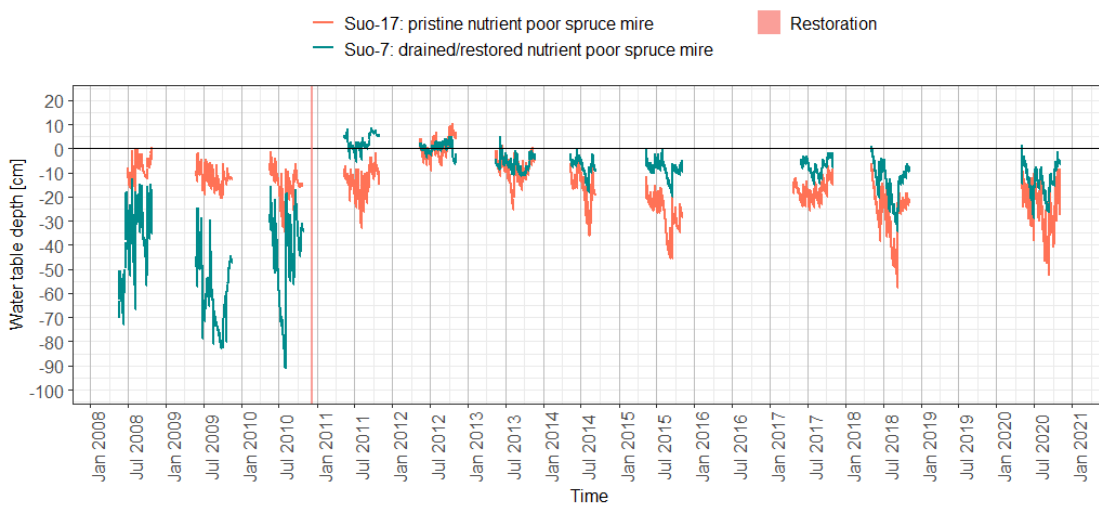 Suo-17: pristine nutrient poor spruce mire
Restoration
Suo-7: drained/restored nutrient poor spruce mire
Water table depth [cm]
20
10
0
-10
-20
-30
-40
-50
-60
-70
-80
-90
-100
Jan 2008
Jul 2008
Jan 2009
Jul 2009
Jan 2010
Jul 2010
Jan 2011
Jul 2011
Jan 2012
Jul 2012
Jan 2013
Jul 2013
Jan 2014
Jul 2014
Jan 2015
Jul 2015
Jan 2016
Jul 2016
Jan 2017
Jul 2017
Jan 2018
Jul 2018
Jan 2019
Jul 2019
Jan 2020
Jul 2020
Jan 2021
Time